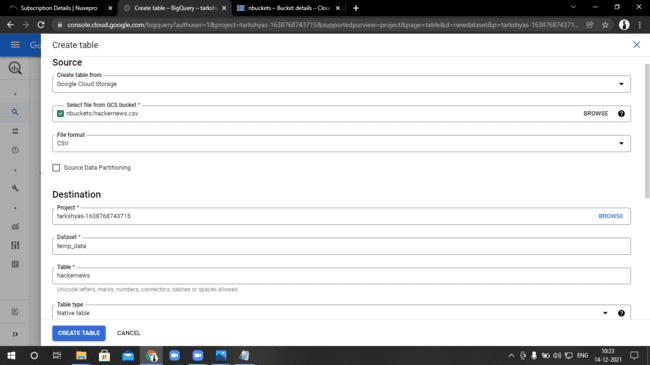 Subscription Details | Nuvepro
Create table – BigQuery – tarksh
nbuckets – Bucket details – Clou
console.cloud.google.com/bigquery?authuser=1&project=tarkshyas-1638768743715&supportedpurview=project&page=table&d=newdataset&p=tarkshyas-16387687437...
Go
Create table
Source
Create table from
Google Cloud Storage
Select file from GCS bucket *
nbuckets/hackernews.csv
BROWSE
File format
CSV
Source Data Partitioning
Destination
Project *
tarkshyas-1638768743715
BROWSE
Dataset *
temp_data
Table *
hackernews
Unicode letters, marks, numbers, connectors, dashes or spaces allowed.
Table type
Native table
CREATE TABLE
CANCEL
ENG
10:23
14-12-2021